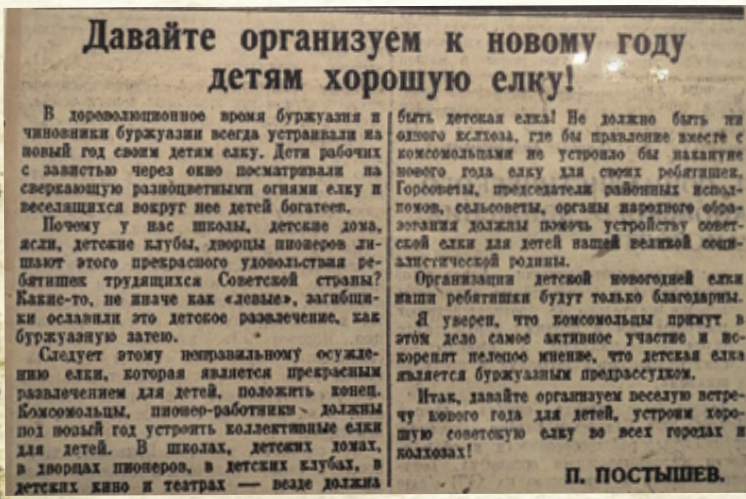 Давайте организуем к новому году
детям хорошую елку!
В дореволюционное время буржуазия и
чиновники буржуазии всегда устраивали на
новый год своим детям елку. Дети рабочих
с завистью через окно посматривали на
сверкающую разноцветными огнями елку и
веселящихся вокруг нее детей богатеев.
Почему у нас школы, детские дома,
ясли, детские клубы, дворцы пионеров ли-
шают этого прекрасного удовольствия ре-
бятишек трудящихся Советской страны?
Какие-то, не иначе как «левые», загибщи-
ки ославили это детское развлечение, как
буржуазную затею.
Следует этому неправильному осужде-
нию елки, которая является прекрасным
развлечением для детей, положить конец.
Комсомольцы, пионер-работники должны
под новый год устроить коллективные елки
для детей. В школах, детских домах,
в дворцах пионеров, в детских клубах, в
детских кино и театрах — везде должна
быть детская елка! Не должно быть ни
одного колхоза, где бы правление вместе с
комсомольцами не устроило бы накануне
нового года елку для своих ребятишек.
Горсоветы, председатели районных испол-
комов, сельсоветы, органы народного обра-
зования должны помочь устройству совет-
ской елки для детей нашей великой соци-
алистической родины.
Организации детской новогодней елки
наши ребятишки будут только благодарны.
Я уверен, что комсомольцы примут в
этом деле самое активное участие и ис-
коренят нелепое мнение, что детская елка
является буржуазным предрассудком.
Итак, давайте организуем веселую встре-
чу нового года для детей, устроим хоро-
шую советскую елку во всех городах и
колхозах!
П. ПОСТЫШЕВ.